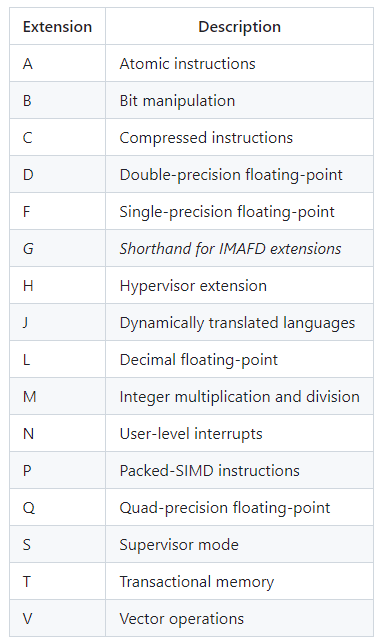 Extension Description
A Atomic instructions
B Bit manipulation
C Compressed instructions
D Double-precision floating-point
F Single-precision floating-point
G Shorthand for IMAFD extensions
H Hypervisor extension
J Dynamically translated languages
L Decimal floating-point
M Integer multiplication and division
N User-level interrupts
P Packed-SIMD instructions
Q Quad-precision floating-point
S Supervisor mode
T Transactional memory
V Vector operations